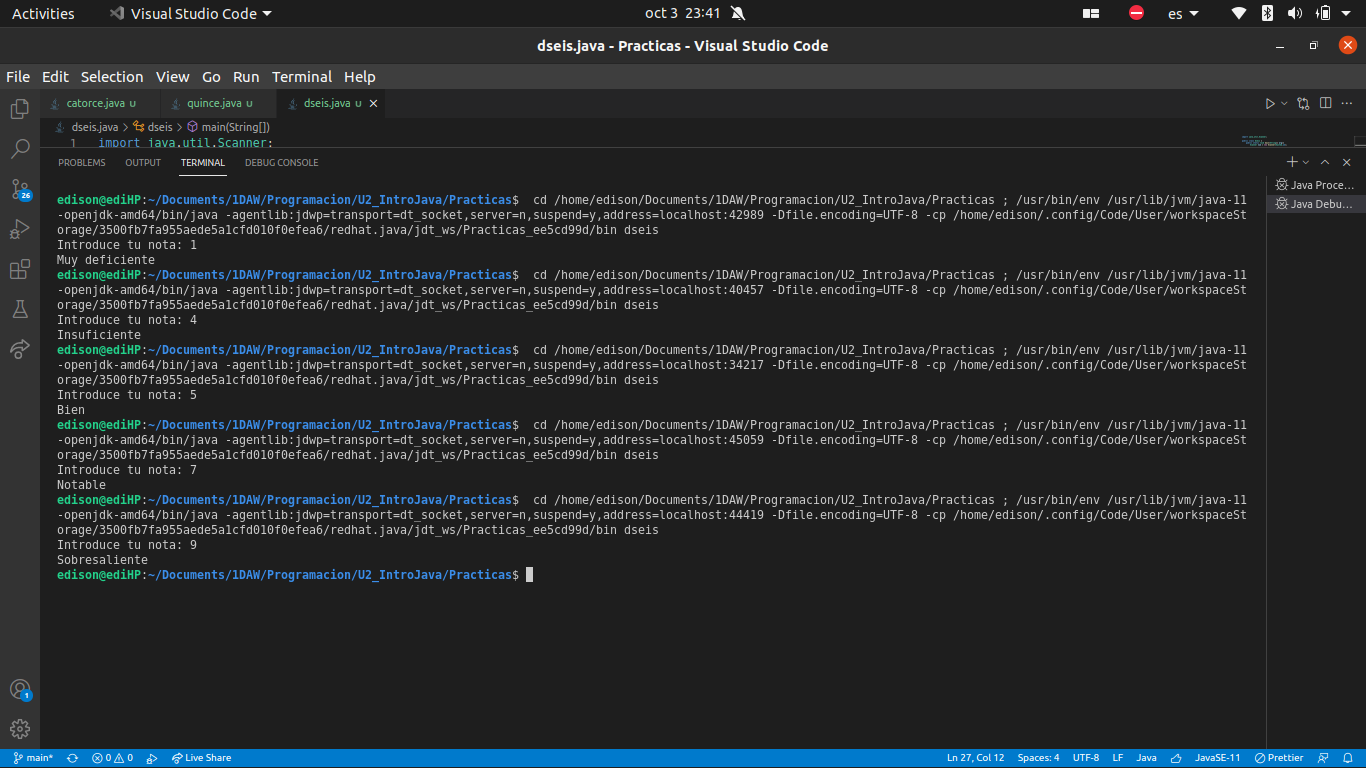 Activities Visual Studio Code oct 3 23:41 es
dseis.java - Practicas - Visual Studio Code
File Edit Selection View Go Run Terminal Help
catorce.java U quince.java U dseis.java U
dseis.java > dseis > main(String[])
1 import java.util.Scanner;
PROBLEMS OUTPUT TERMINAL DEBUG CONSOLE
Java Proce...
Java Debu...
edison@ediHP:~/Documents/1DAW/Programacion/U2_IntroJava/Practicas$ cd /home/edison/Documents/1DAW/Programacion/U2_IntroJava/Practicas ; /usr/bin/env /usr/lib/jvm/java-11
-openjdk-amd64/bin/java -agentlib:jdwp=transport=dt_socket,server=n,suspend=y,address=localhost:42989 -Dfile.encoding=UTF-8 -cp /home/edison/.config/Code/User/workspaceSt
orage/3500fb7fa955aede5a1cfd010f0efea6/redhat.java/jdt_ws/Practicas_ee5cd99d/bin dseis
Introduce tu nota: 1
Muy deficiente
edison@ediHP:~/Documents/1DAW/Programacion/U2_IntroJava/Practicas$ cd /home/edison/Documents/1DAW/Programacion/U2_IntroJava/Practicas ; /usr/bin/env /usr/lib/jvm/java-11
-openjdk-amd64/bin/java -agentlib:jdwp=transport=dt_socket,server=n,suspend=y,address=localhost:40457 -Dfile.encoding=UTF-8 -cp /home/edison/.config/Code/User/workspaceSt
orage/3500fb7fa955aede5a1cfd010f0efea6/redhat.java/jdt_ws/Practicas_ee5cd99d/bin dseis
Introduce tu nota: 4
Insuficiente
edison@ediHP:~/Documents/1DAW/Programacion/U2_IntroJava/Practicas$ cd /home/edison/Documents/1DAW/Programacion/U2_IntroJava/Practicas ; /usr/bin/env /usr/lib/jvm/java-11
-openjdk-amd64/bin/java -agentlib:jdwp=transport=dt_socket,server=n,suspend=y,address=localhost:34217 -Dfile.encoding=UTF-8 -cp /home/edison/.config/Code/User/workspaceSt
orage/3500fb7fa955aede5a1cfd010f0efea6/redhat.java/jdt_ws/Practicas_ee5cd99d/bin dseis
Introduce tu nota: 5
Bien
edison@ediHP:~/Documents/1DAW/Programacion/U2_IntroJava/Practicas$ cd /home/edison/Documents/1DAW/Programacion/U2_IntroJava/Practicas ; /usr/bin/env /usr/lib/jvm/java-11
-openjdk-amd64/bin/java -agentlib:jdwp=transport=dt_socket,server=n,suspend=y,address=localhost:45059 -Dfile.encoding=UTF-8 -cp /home/edison/.config/Code/User/workspaceSt
orage/3500fb7fa955aede5a1cfd010f0efea6/redhat.java/jdt_ws/Practicas_ee5cd99d/bin dseis
Introduce tu nota: 7
Notable
edison@ediHP:~/Documents/1DAW/Programacion/U2_IntroJava/Practicas$ cd /home/edison/Documents/1DAW/Programacion/U2_IntroJava/Practicas ; /usr/bin/env /usr/lib/jvm/java-11
-openjdk-amd64/bin/java -agentlib:jdwp=transport=dt_socket,server=n,suspend=y,address=localhost:44419 -Dfile.encoding=UTF-8 -cp /home/edison/.config/Code/User/workspaceSt
orage/3500fb7fa955aede5a1cfd010f0efea6/redhat.java/jdt_ws/Practicas_ee5cd99d/bin dseis
Introduce tu nota: 9
Sobresaliente
edison@ediHP:~/Documents/1DAW/Programacion/U2_IntroJava/Practicas$
26
1
main* 0 0 Live Share Ln 27, Col 12 Spaces: 4 UTF-8 LF Java JavaSE-11 Prettier